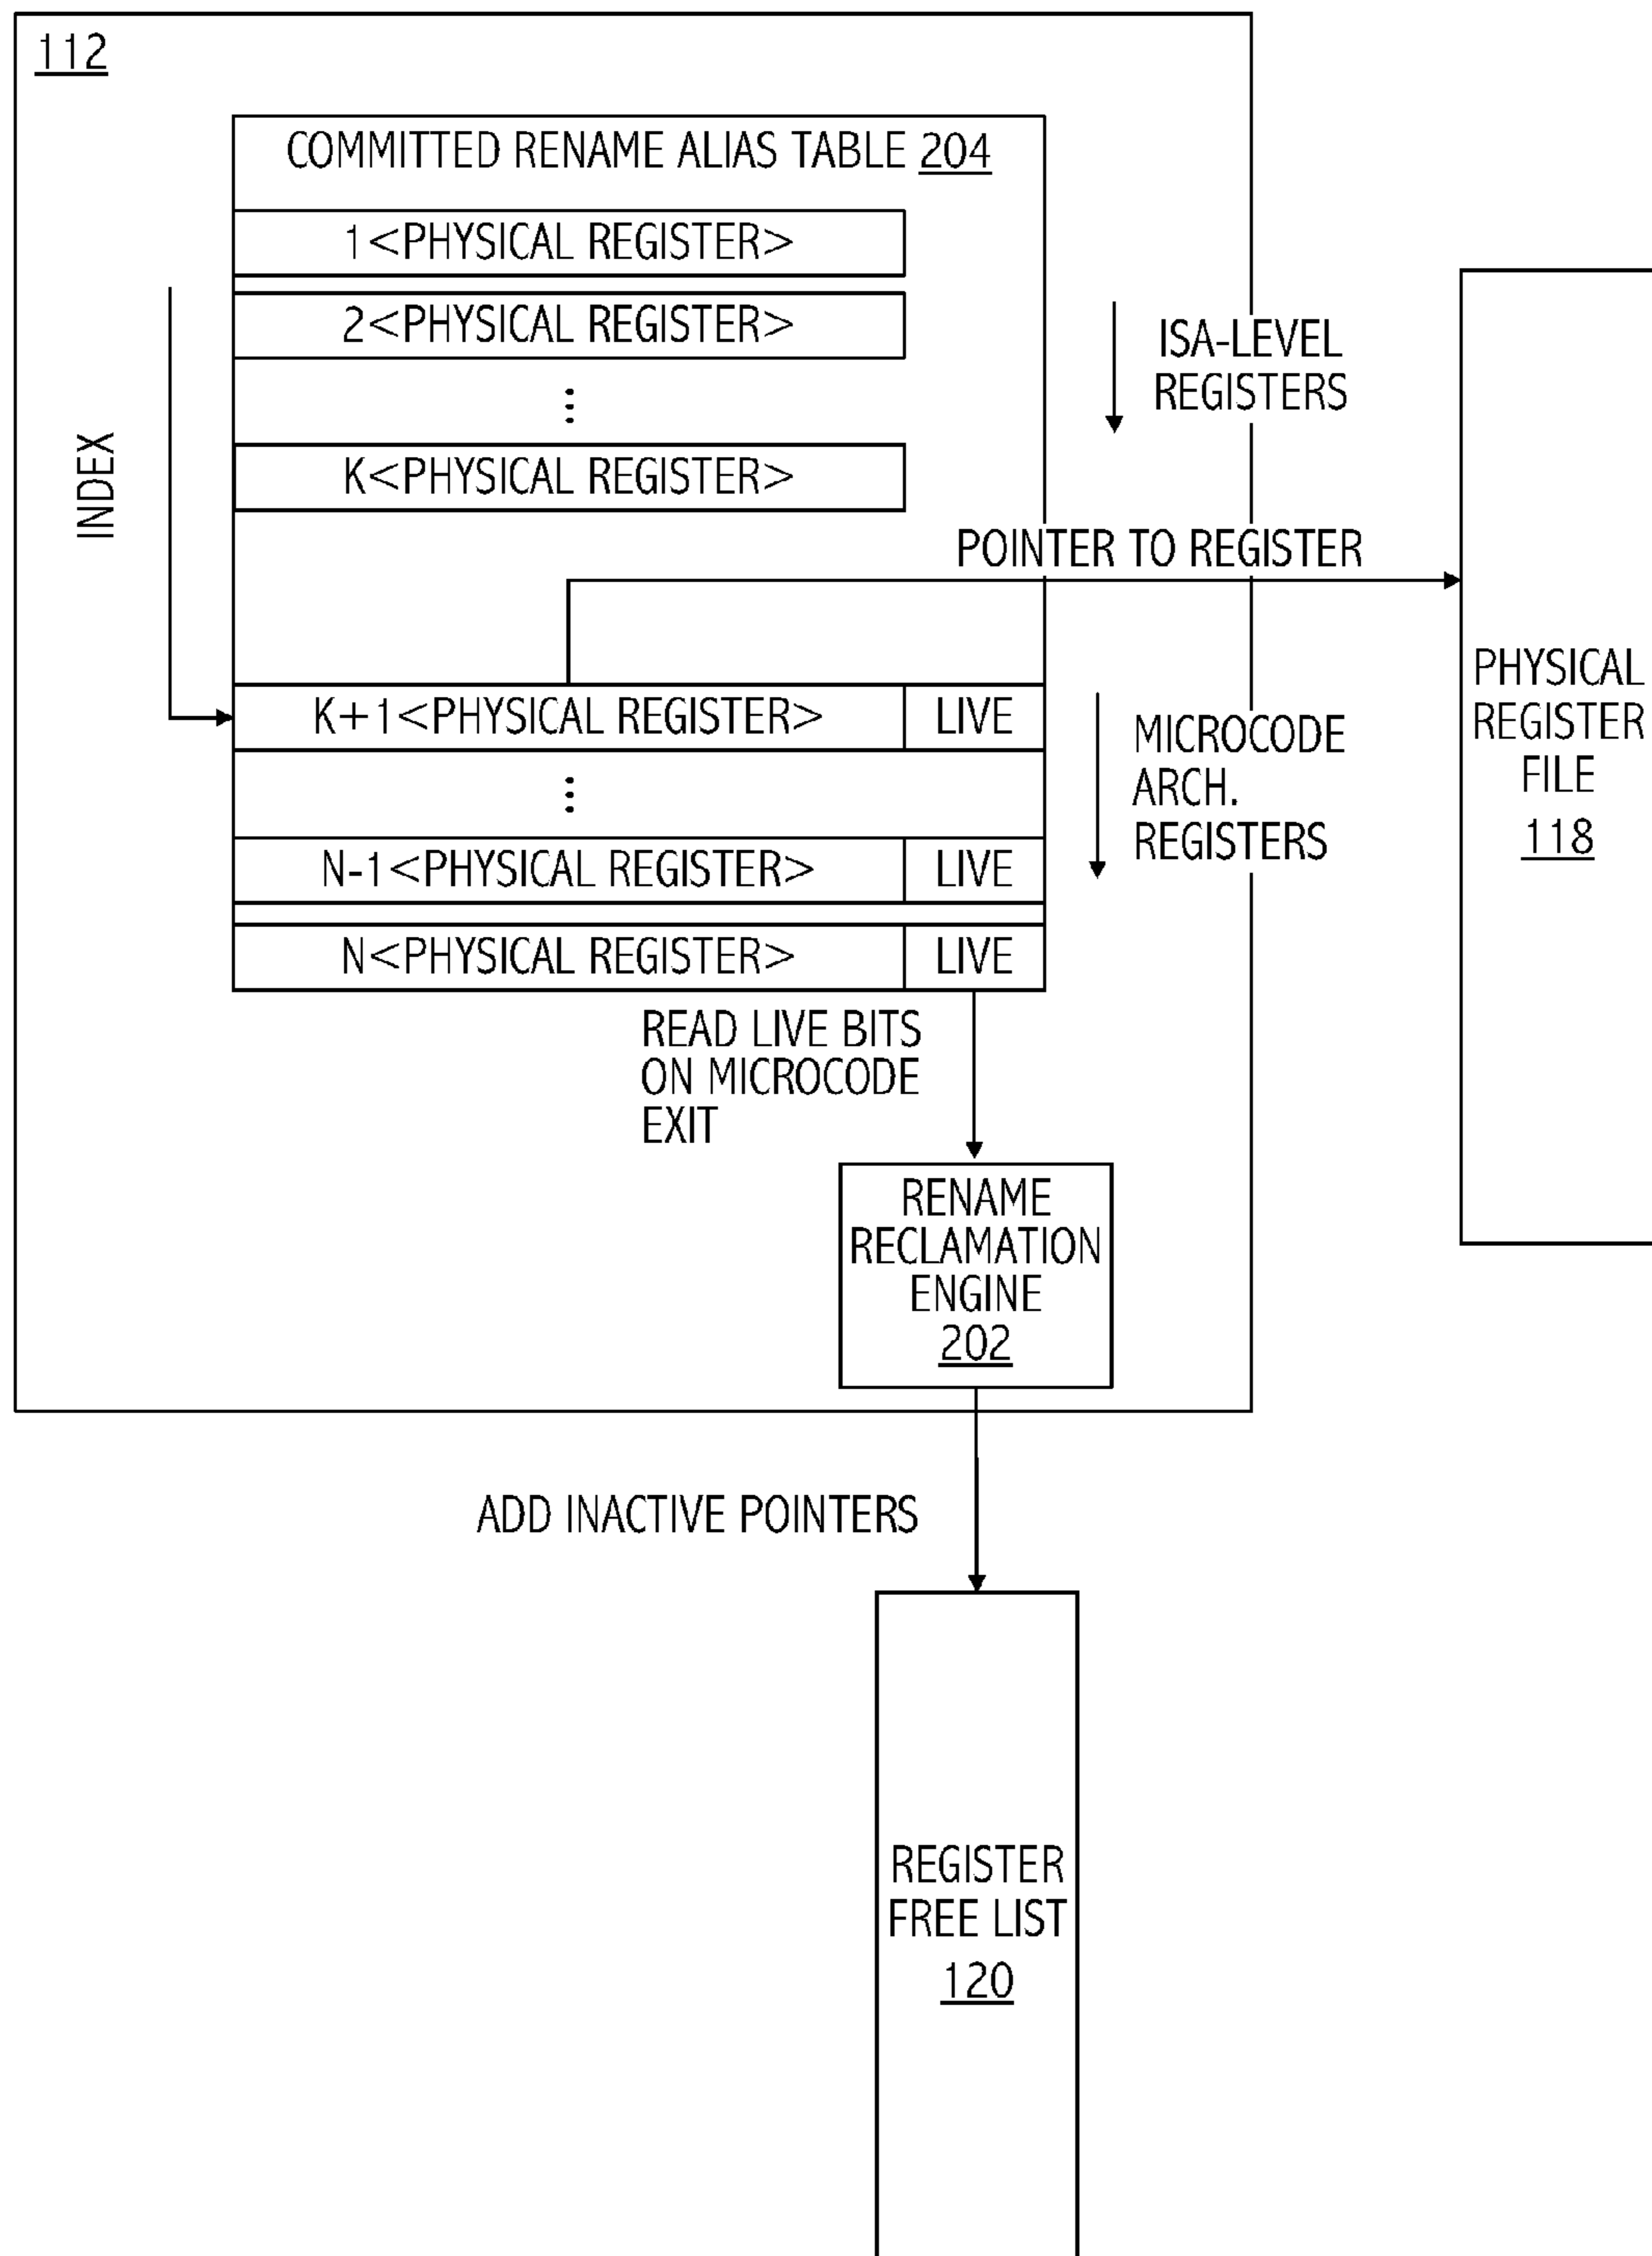 112
COMMITTED RENAME ALIAS TABLE 204
1<PHYSICAL REGISTER>
2<PHYSICAL REGISTER>
...
K<PHYSICAL REGISTER>
INDEX
ISA-LEVEL
REGISTERS
POINTER TO REGISTER
K+1<PHYSICAL REGISTER> LIVE
...
N-1<PHYSICAL REGISTER> LIVE
N<PHYSICAL REGISTER> LIVE
MICROCODE
ARCH.
REGISTERS
PHYSICAL
REGISTER
FILE
118
READ LIVE BITS
ON MICROCODE
EXIT
RENAME
RECLAMATION
ENGINE
202
ADD INACTIVE POINTERS
REGISTER
FREE LIST
120